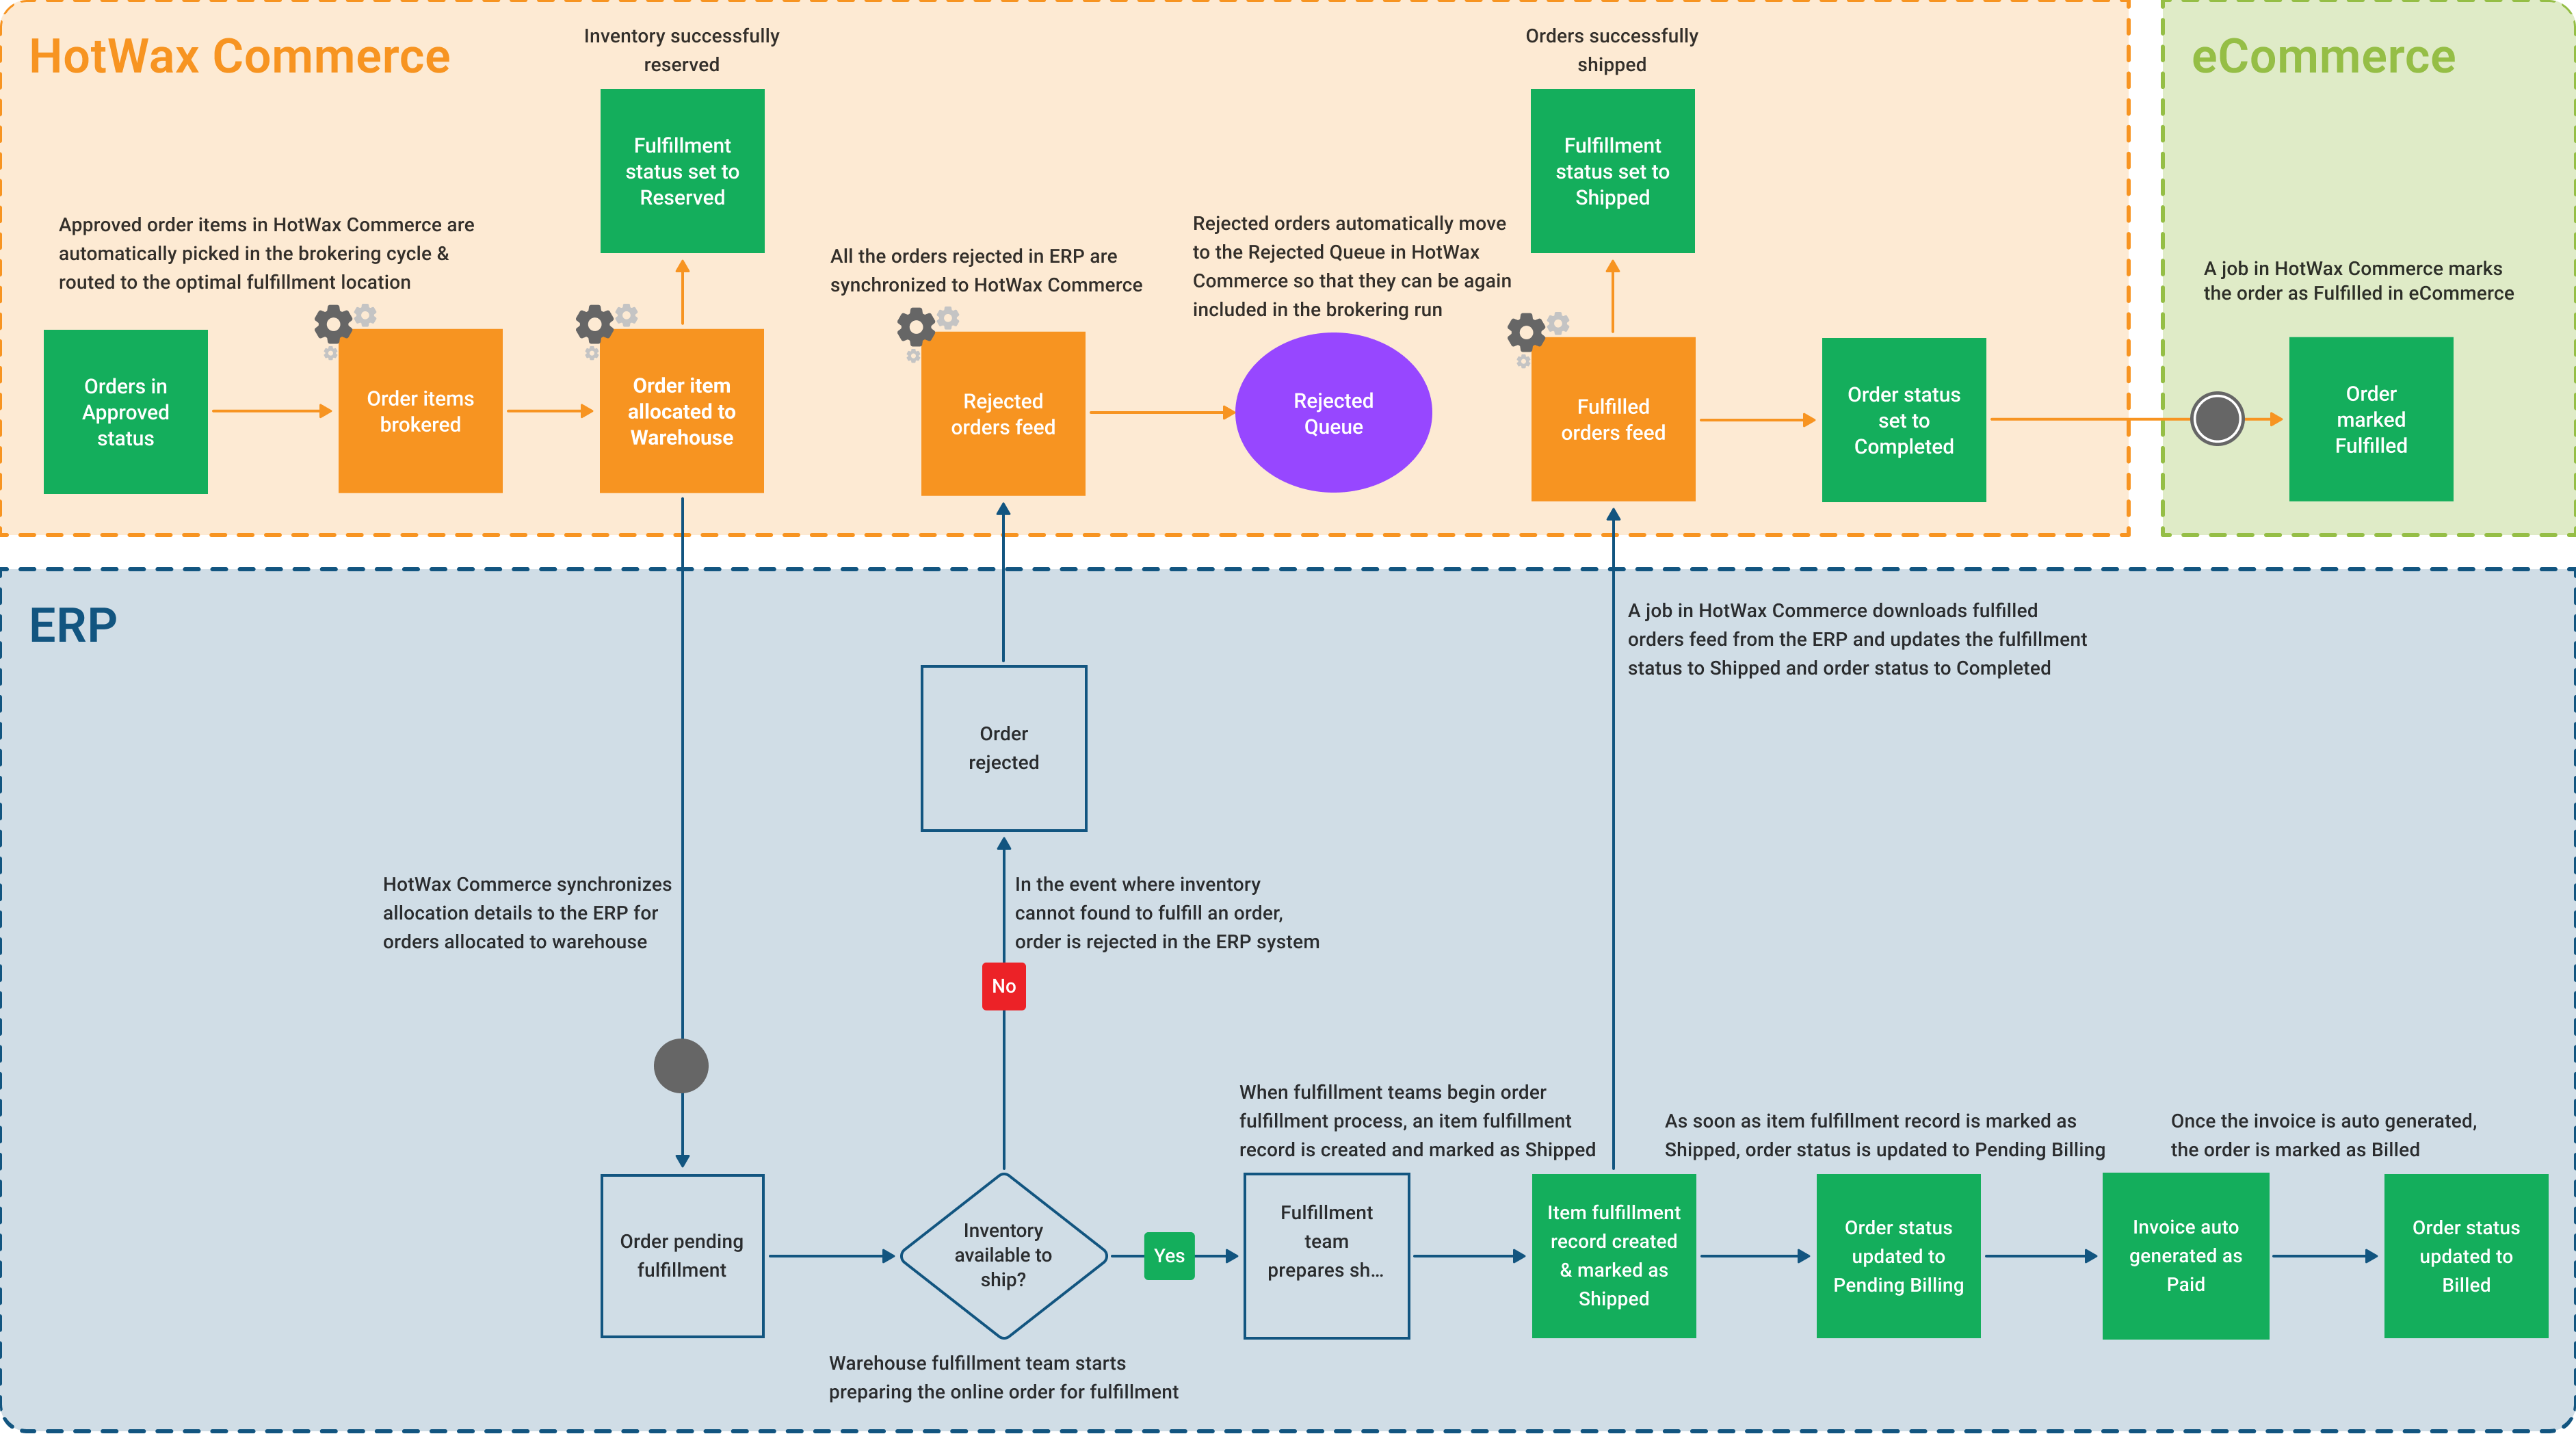 HotWax Commerce
Inventory successfully
reserved
Orders successfully
shipped
eCommerce
Fulfillment
status set to
Reserved
Fulfillment
status set to
Shipped
Approved order items in HotWax Commerce are
automatically picked in the brokering cycle &
routed to the optimal fulfillment location
All the orders rejected in ERP are
synchronized to HotWax Commerce
Rejected orders automatically move
to the Rejected Queue in HotWax
Commerce so that they can be again
included in the brokering run
A job in HotWax Commerce marks
the order as Fulfilled in eCommerce
Orders in
Approved
status
Order items
brokered
Order item
allocated to
Warehouse
Rejected
orders feed
Rejected
Queue
Fulfilled
orders feed
Order status
set to
Completed
Order
marked
Fulfilled
ERP
A job in HotWax Commerce downloads fulfilled
orders feed from the ERP and updates the fulfillment
status to Shipped and order status to Completed
Order
rejected
HotWax Commerce synchronizes
allocation details to the ERP for
orders allocated to warehouse
In the event where inventory
cannot found to fulfill an order,
order is rejected in the ERP system
No
When fulfillment teams begin order
fulfillment process, an item fulfillment
record is created and marked as Shipped
As soon as item fulfillment record is marked as
Shipped, order status is updated to Pending Billing
Once the invoice is auto generated,
the order is marked as Billed
Order pending
fulfillment
Inventory
available to
ship?
Yes
Fulfillment
team
prepares sh...
Item fulfillment
record created
& marked as
Shipped
Order status
updated to
Pending Billing
Invoice auto
generated as
Paid
Order status
updated to
Billed
Warehouse fulfillment team starts
preparing the online order for fulfillment